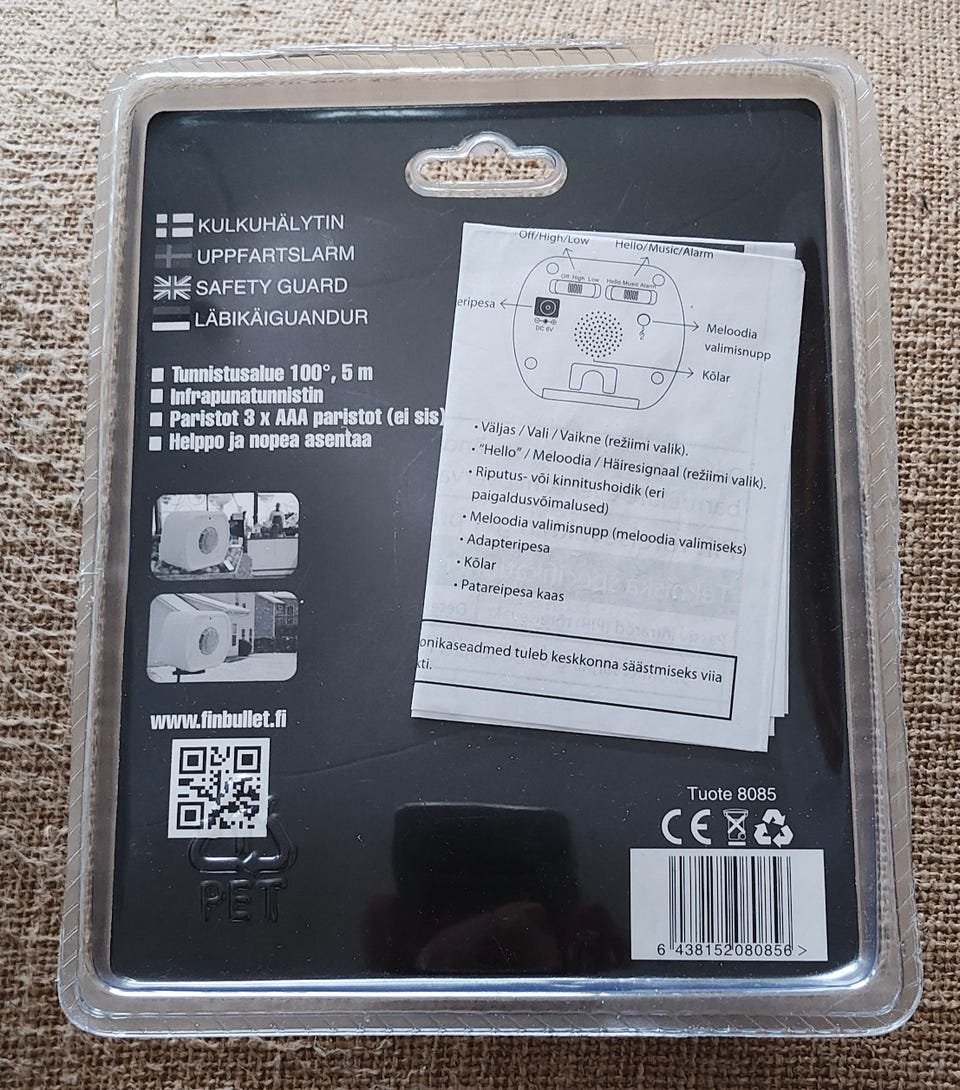 KULKUHÄLYTIN
UPPFARTSLARM
SAFETY GUARD
LÄBIKÄIGUANDUR
Tunnistusalue 100°, 5 m
Infrapunatunnistin
Paristot 3 x AAA paristot (ei sis)
Helppo ja nopea asentaa
www.finbullet.fi
PET
Off/High/Low
Hello/Music/Alarm
Off High Low
Hello Music Alarm
eripesa
DC 6V
Meloodia
valimisnupp
Kõlar
• Väljas / Vali / Vaikne (režiimi valik).
• “Hello” / Meloodia / Häiresignaal (režiimi valik).
• Riputus- või kinnitushoidik (eri
paigaldusvõimalused)
• Meloodia valimisnupp (meloodia valimiseks)
• Adapteripesa
• Kõlar
• Patareipesa kaas
onikaseadmed tuleb keskkonna säästmiseks viia
kti.
Tuote 8085
CE
6 438152 080856 >